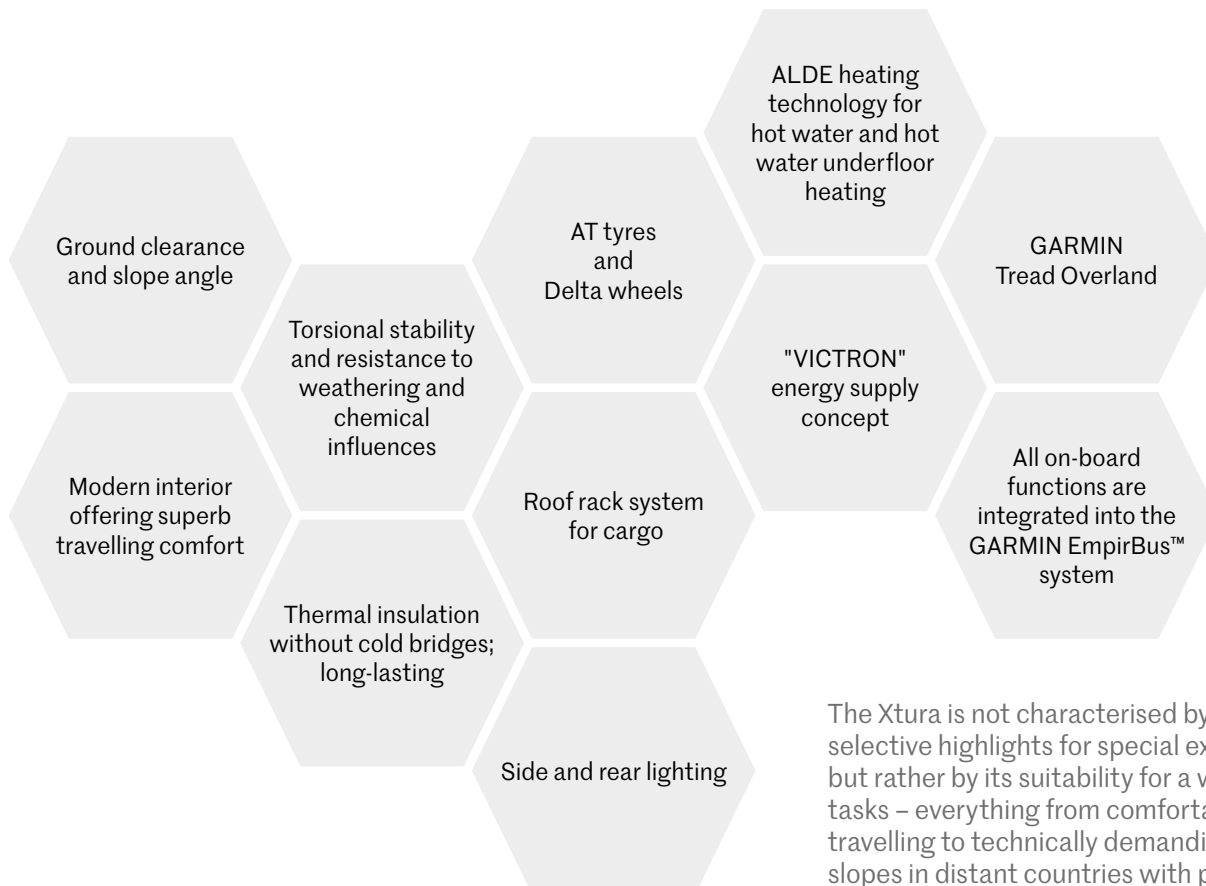 ALDE heating
technology for
hot water and hot
water underfloor
heating
Ground clearance
and slope angle
AT tyres
and
Delta wheels
GARMIN
Tread Overland
Torsional stability
and resistance to
weathering and
chemical
influences
"VICTRON"
energy supply
concept
Modern interior
offering superb
travelling comfort
Roof rack system
for cargo
All on-board
functions are
integrated into the
GARMIN EmpirBus™
system
Thermal insulation
without cold bridges;
long-lasting
Side and rear lighting
The Xtura is not characterised by
selective highlights for special
but rather by its suitability for a
tasks – everything from
travelling to technically
slopes in distant countries with